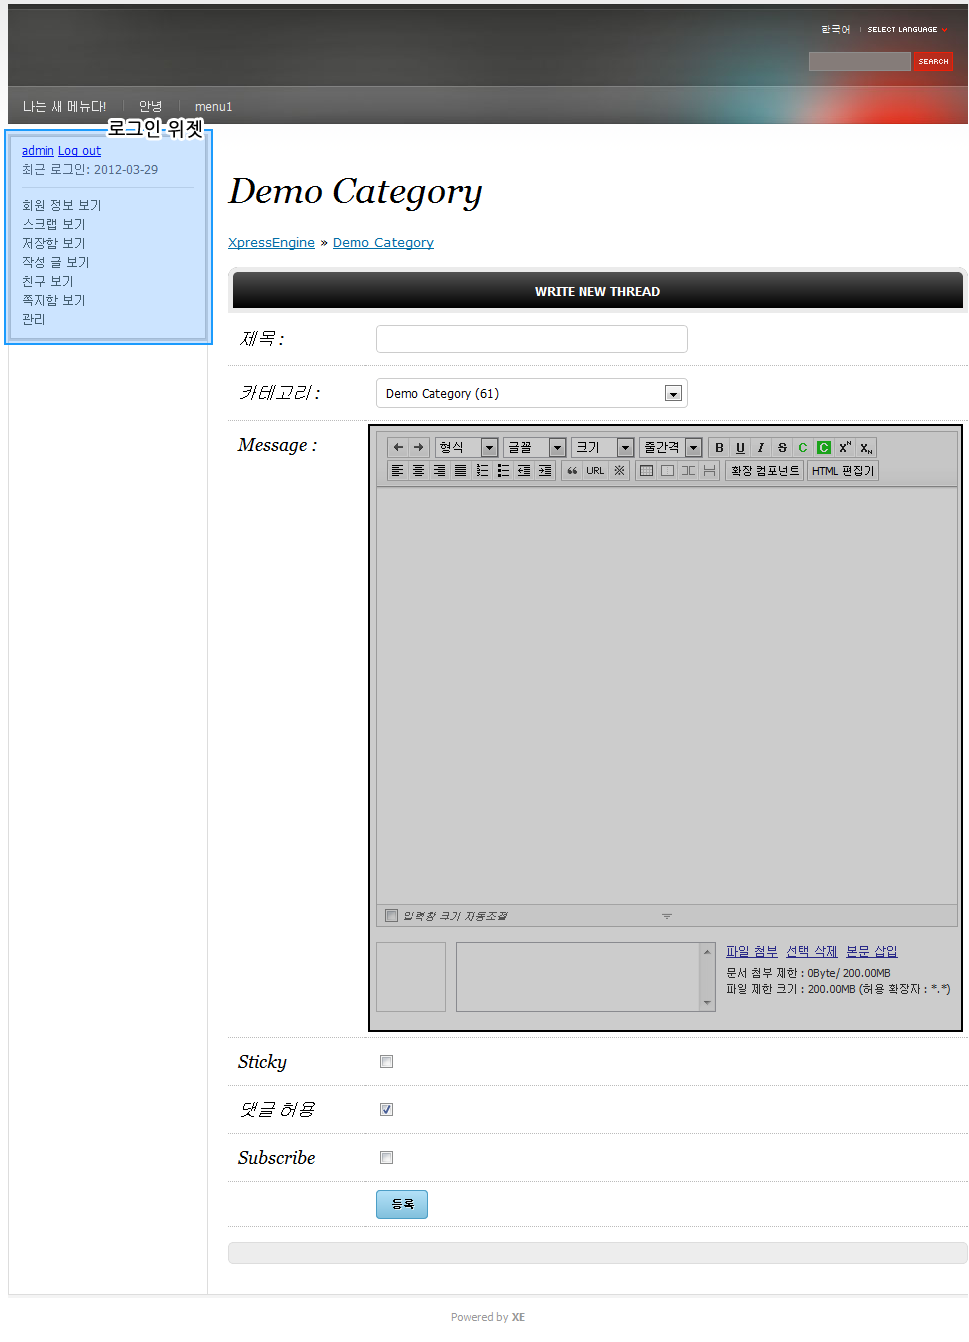 한국어 SELECT LANGUAGE
SEARCH
나는 새 메뉴다! 안녕 menu1
로그인 위젯
admin Log out
최근 로그인: 2012-03-29
회원 정보 보기
스크랩 보기
저장함 보기
작성 글 보기
친구 보기
쪽지함 보기
관리
Demo Category
XpressEngine » Demo Category
WRITE NEW THREAD
제목 :
카테고리 : Demo Category (61)
Message :
형식 글꼴 크기 줄간격 B U I S C C XN XN
URL ※ 확장 컴포넌트 HTML 편집기
입력창 크기 자동조절
파일 첨부 선택 삭제 본문 삽입
문서 첨부 제한 : 0Byte/ 200.00MB
파일 제한 크기 : 200.00MB (허용 확장자 : *.*)
Sticky
댓글 허용
Subscribe
등록
Powered by XE